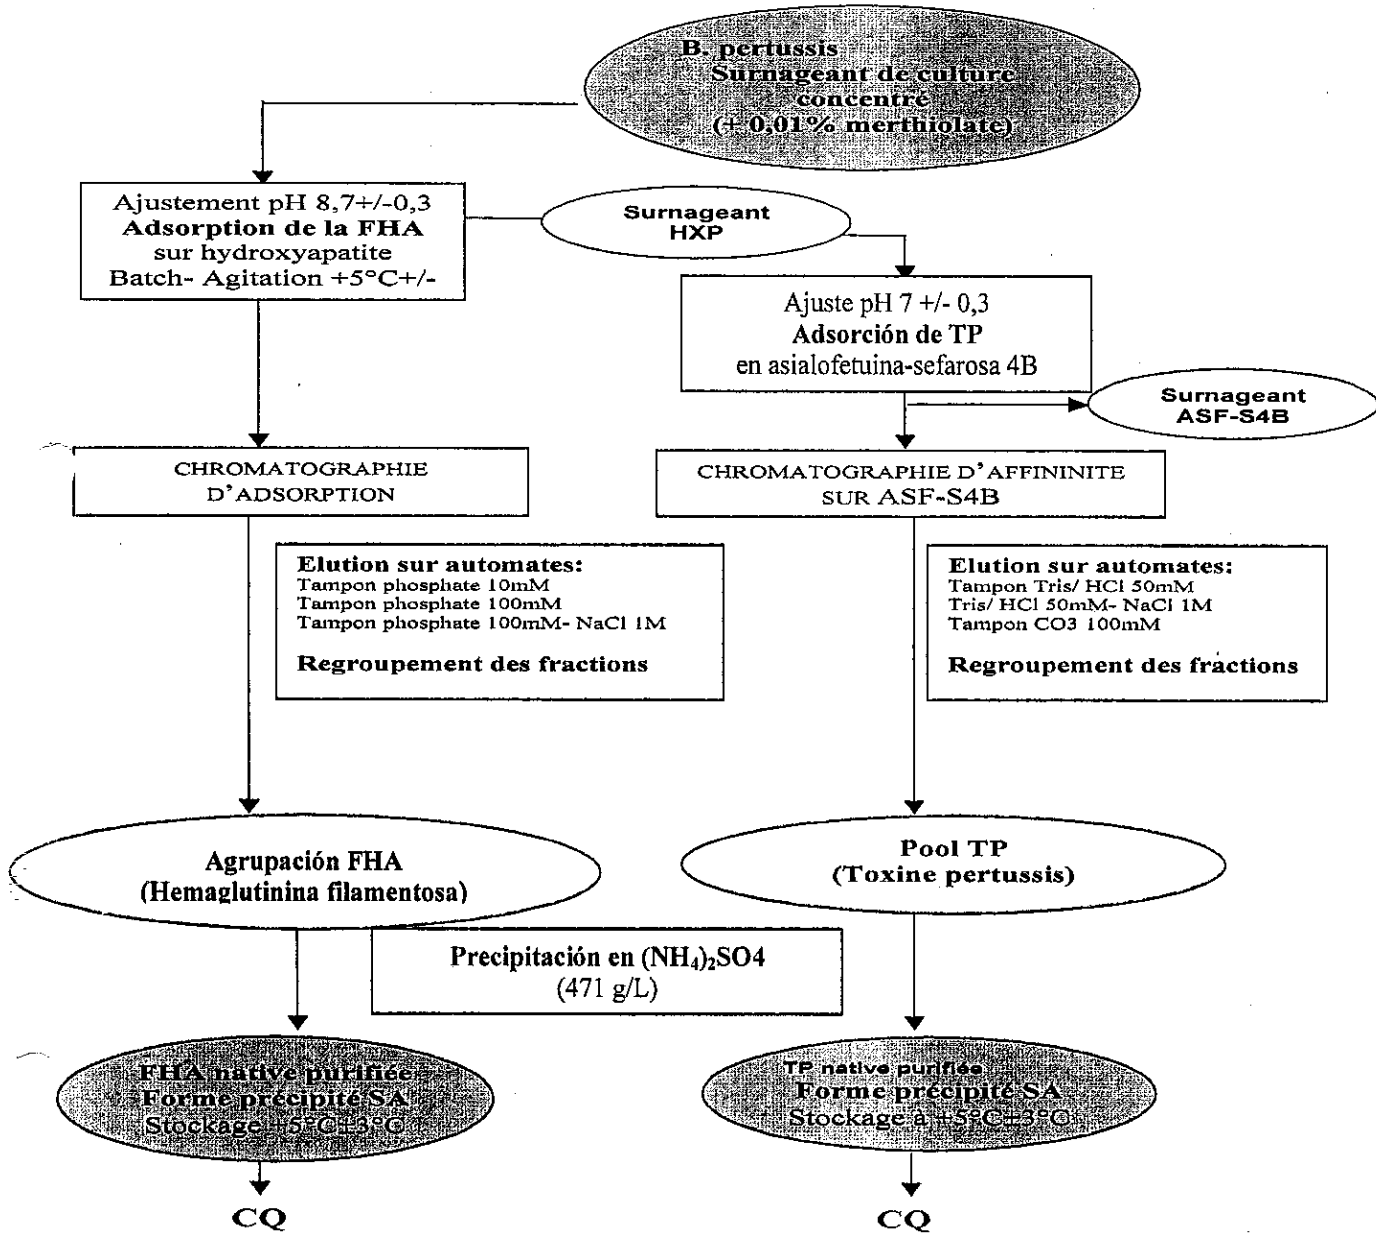 B. pertussis
Surnageant de culture
concentré
(+ 0,01% merthiolate)
Ajustement pH 8,7+/-0,3
Adsorption de la FHA
sur hydroxyapatite
Batch- Agitation +5°C+/-
Surnageant
HXP
Ajuste pH 7 +/- 0,3
Adsorción de TP
en asialofetuina-sefarosa 4B
Surnageant
ASF-S4B
CHROMATOGRAPHIE
D'ADSORPTION
CHROMATOGRAPHIE D'AFFININITE
SUR ASF-S4B
Elution sur automates:
Tampon phosphate 10mM
Tampon phosphate 100mM
Tampon phosphate 100mM- NaCl 1M
Regroupement des fractions
Elution sur automates:
Tampon Tris/ HCl 50mM
Tris/ HCl 50mM- NaCl 1M
Tampon CO3 100mM
Regroupement des fractions
Agrupación FHA
(Hemaglutinina filamentosa)
Pool TP
(Toxine pertussis)
Precipitación en (NH₄)₂SO4
(471 g/L)
FHA native purifiée
Forme précipité SA
Stockage +5°C±3°C
TP native purifiée
Forme précipité SA
Stockage à +5°C±3°C
CQ
CQ